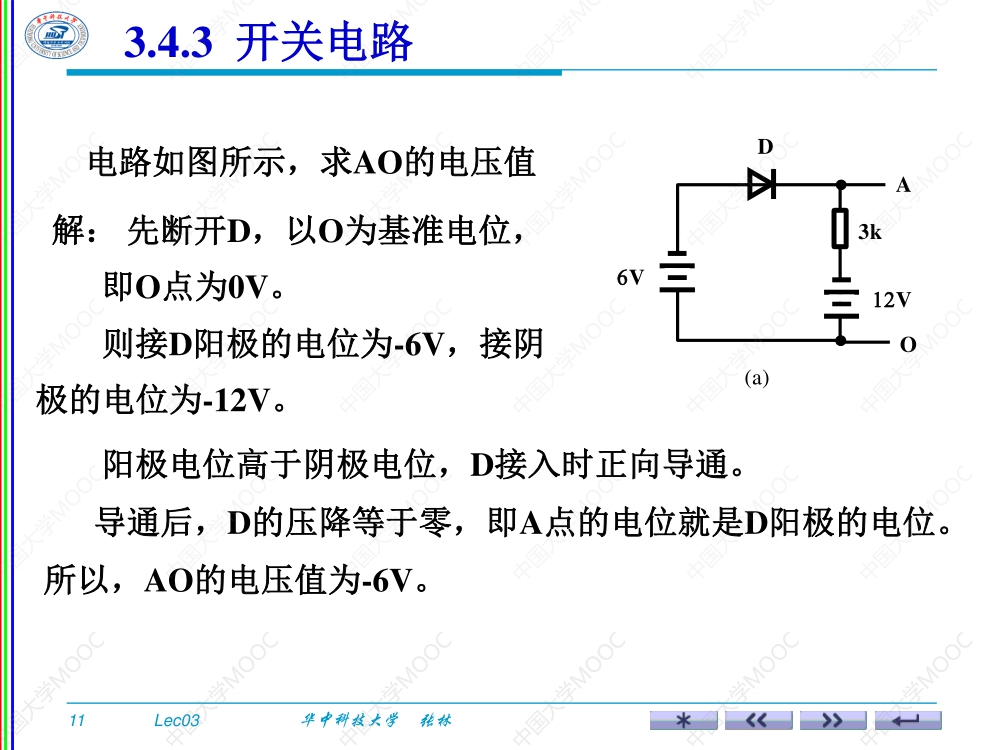 3.4.3 开关电路
电路如图所示，求AO的电压值
解： 先断开D，以O为基准电位，
即O点为0V。
则接D阳极的电位为-6V，接阴
极的电位为-12V。
阳极电位高于阴极电位，D接入时正向导通。
导通后，D的压降等于零，即A点的电位就是D阳极的电位。
所以，AO的电压值为-6V。
D
A
3k
6V
12V
O
(a)
11 Lec03 华中科技大学 张林
中国大学MOOC